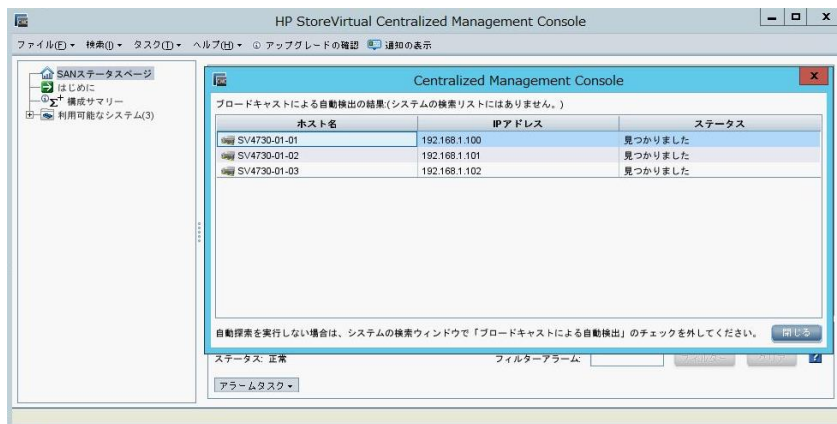 HP StoreVirtual Centralized Management Console
ファイル(F) 検索(I) タスク(T) ヘルプ(H) アップグレードの確認 通知の表示
SANステータスページ
はじめに
構成サマリー
利用可能なシステム(3)
Centralized Management Console
x
ブロードキャストによる自動検出の結果:(システムの検索リストにはありません。)
ホスト名 IPアドレス ステータス
SV4730-01-01 192.168.1.100 見つかりました
SV4730-01-02 192.168.1.101 見つかりました
SV4730-01-03 192.168.1.102 見つかりました
自動探索を実行しない場合は、システムの検索ウィンドウで「ブロードキャストによる自動検出」のチェックを外してください。 閉じる
ステータス: 正常 フィルターアラーム: フィルター クリア ?
アラームタスク